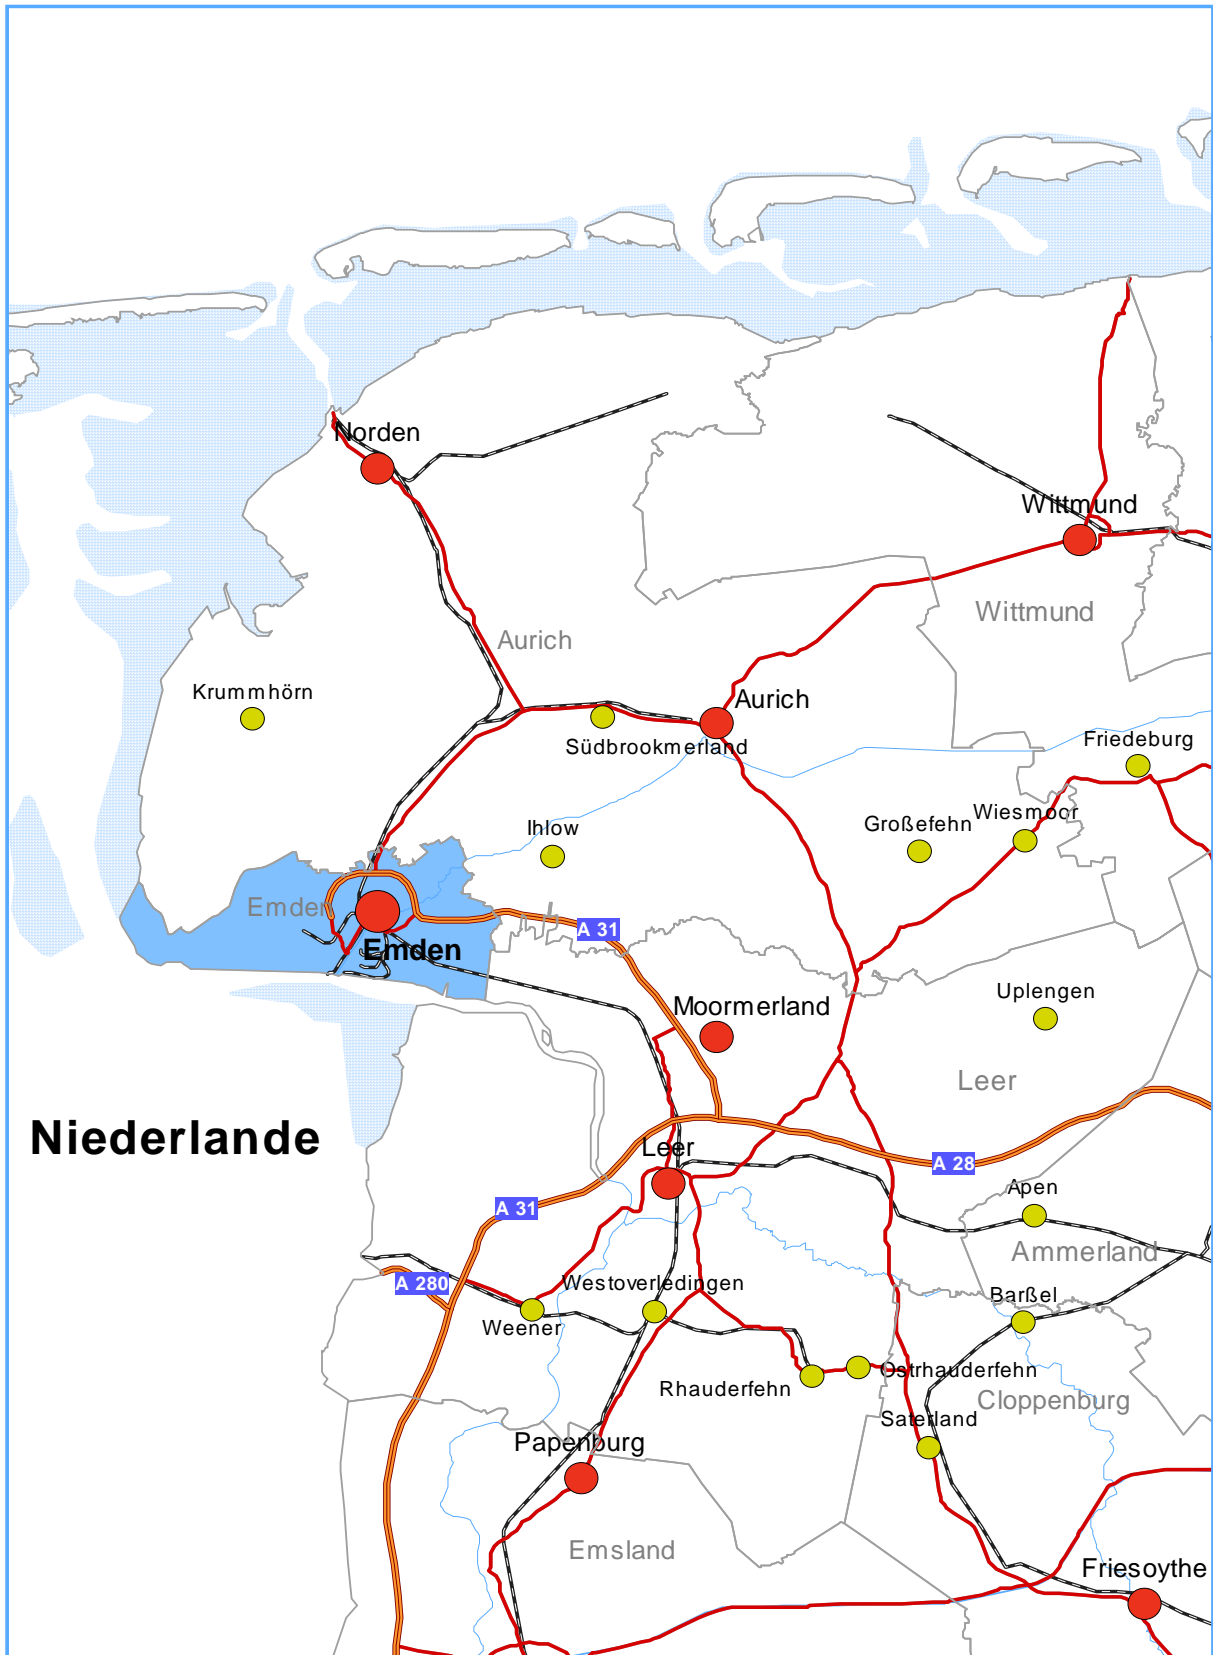 Norden
Wittmund
Wittmund
Aurich
Krummhörn
Aurich
Südbrookmerland
Friedeburg
Ihlow
Großefehn
Wiesmoor
Emden
A 31
Emden
Uplengen
Moormerland
Leer
Niederlande
Leer
A 28
Apen
A 31
Ammerland
A 280
Westoverledingen
Barßel
Weener
Ostrhauderfehn
Rhauderfehn
Cloppenburg
Saterland
Papenburg
Emsland
Friesoythe